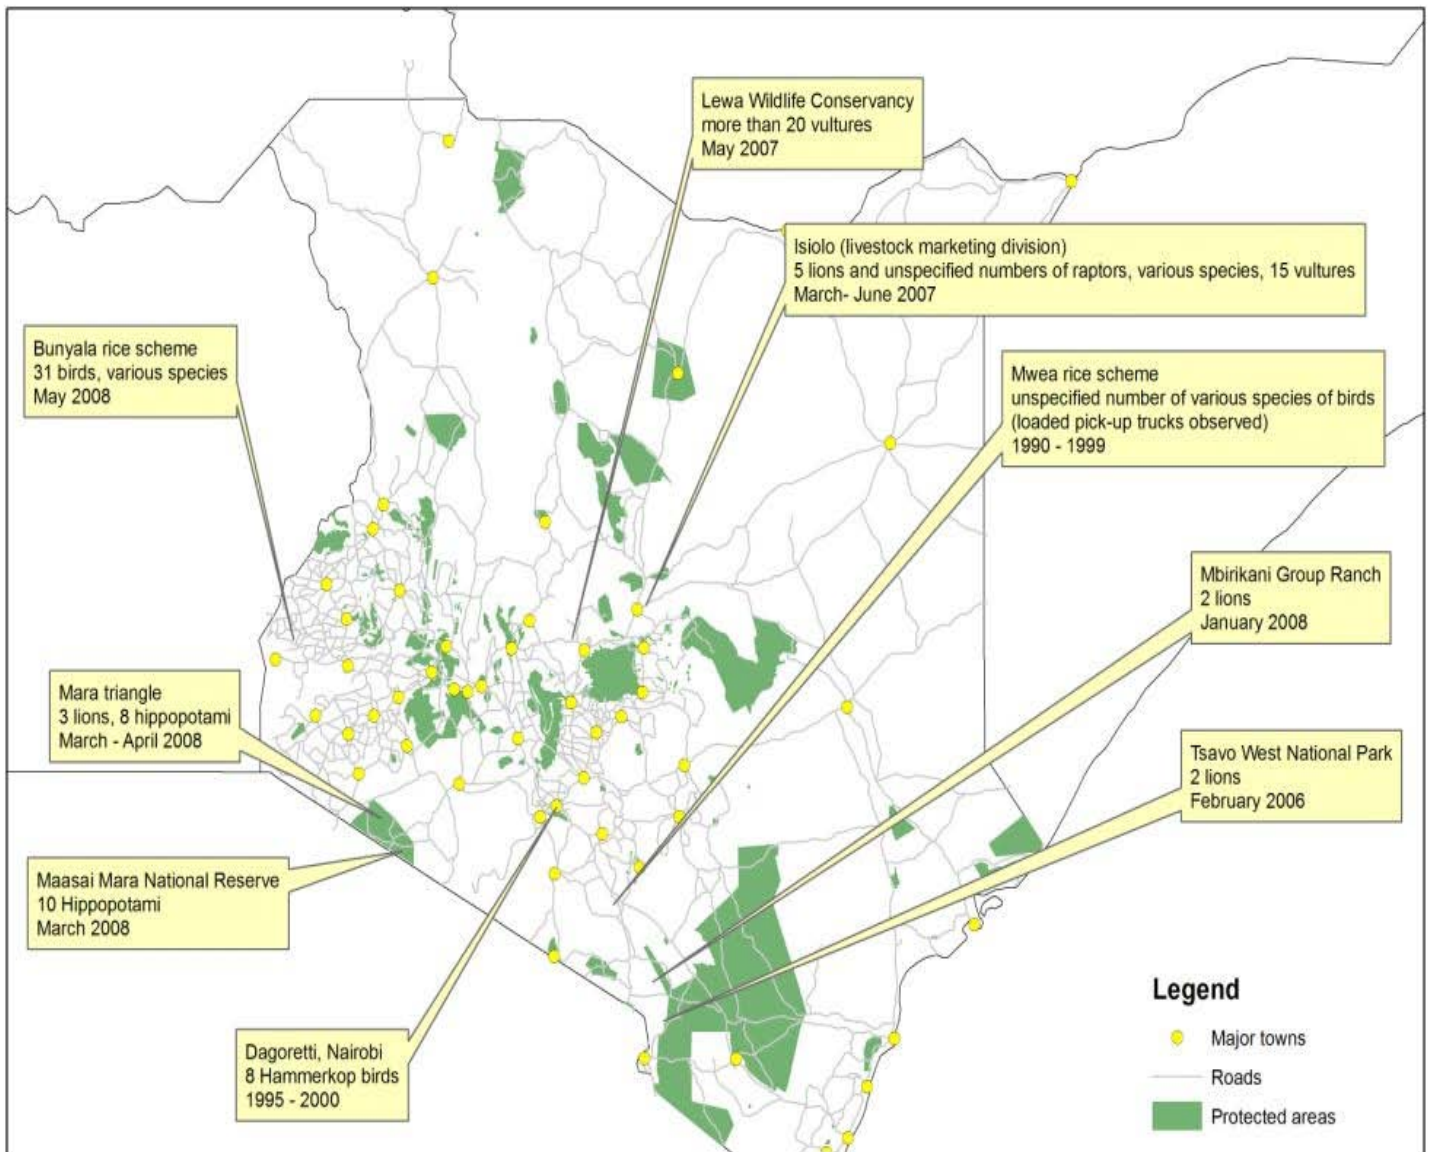 Lewa Wildlife Conservancy
more than 20 vultures
May 2007
Isiolo (livestock marketing division)
5 lions and unspecified numbers of raptors, various species, 15 vultures
March- June 2007
Bunyala rice scheme
31 birds, various species
May 2008
Mwea rice scheme
unspecified number of various species of birds
(loaded pick-up trucks observed)
1990 - 1999
Mbirikani Group Ranch
2 lions
January 2008
Mara triangle
3 lions, 8 hippopotami
March - April 2008
Tsavo West National Park
2 lions
February 2006
Maasai Mara National Reserve
10 Hippopotami
March 2008
Dagoretti, Nairobi
8 Hammerkop birds
1995 - 2000
Legend
Major towns
Roads
Protected areas